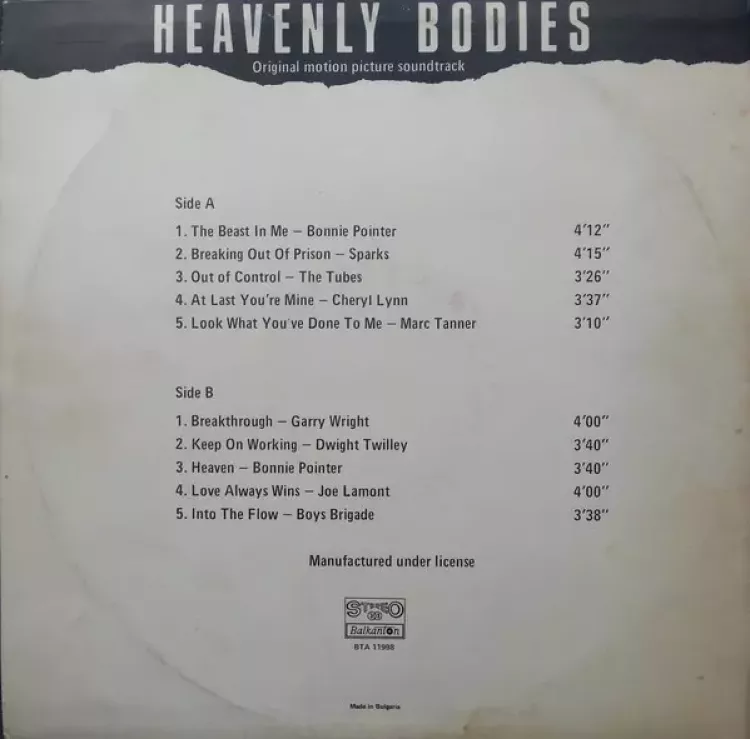 HEAVENLY BODIES
Original motion picture soundtrack
Side A
1. The Beast In Me – Bonnie Pointer 4'12"
2. Breaking Out Of Prison – Sparks 4'15"
3. Out of Control – The Tubes 3'26"
4. At Last You're Mine – Cheryl Lynn 3'37"
5. Look What You've Done To Me – Marc Tanner 3'10"
Side B
1. Breakthrough – Garry Wright 4'00"
2. Keep On Working – Dwight Twilley 3'40"
3. Heaven – Bonnie Pointer 3'40"
4. Love Always Wins – Joe Lamont 4'00"
5. Into The Flow – Boys Brigade 3'38"
Manufactured under license
STEREO
Balkanton
BTA 11998
Made in Bulgaria